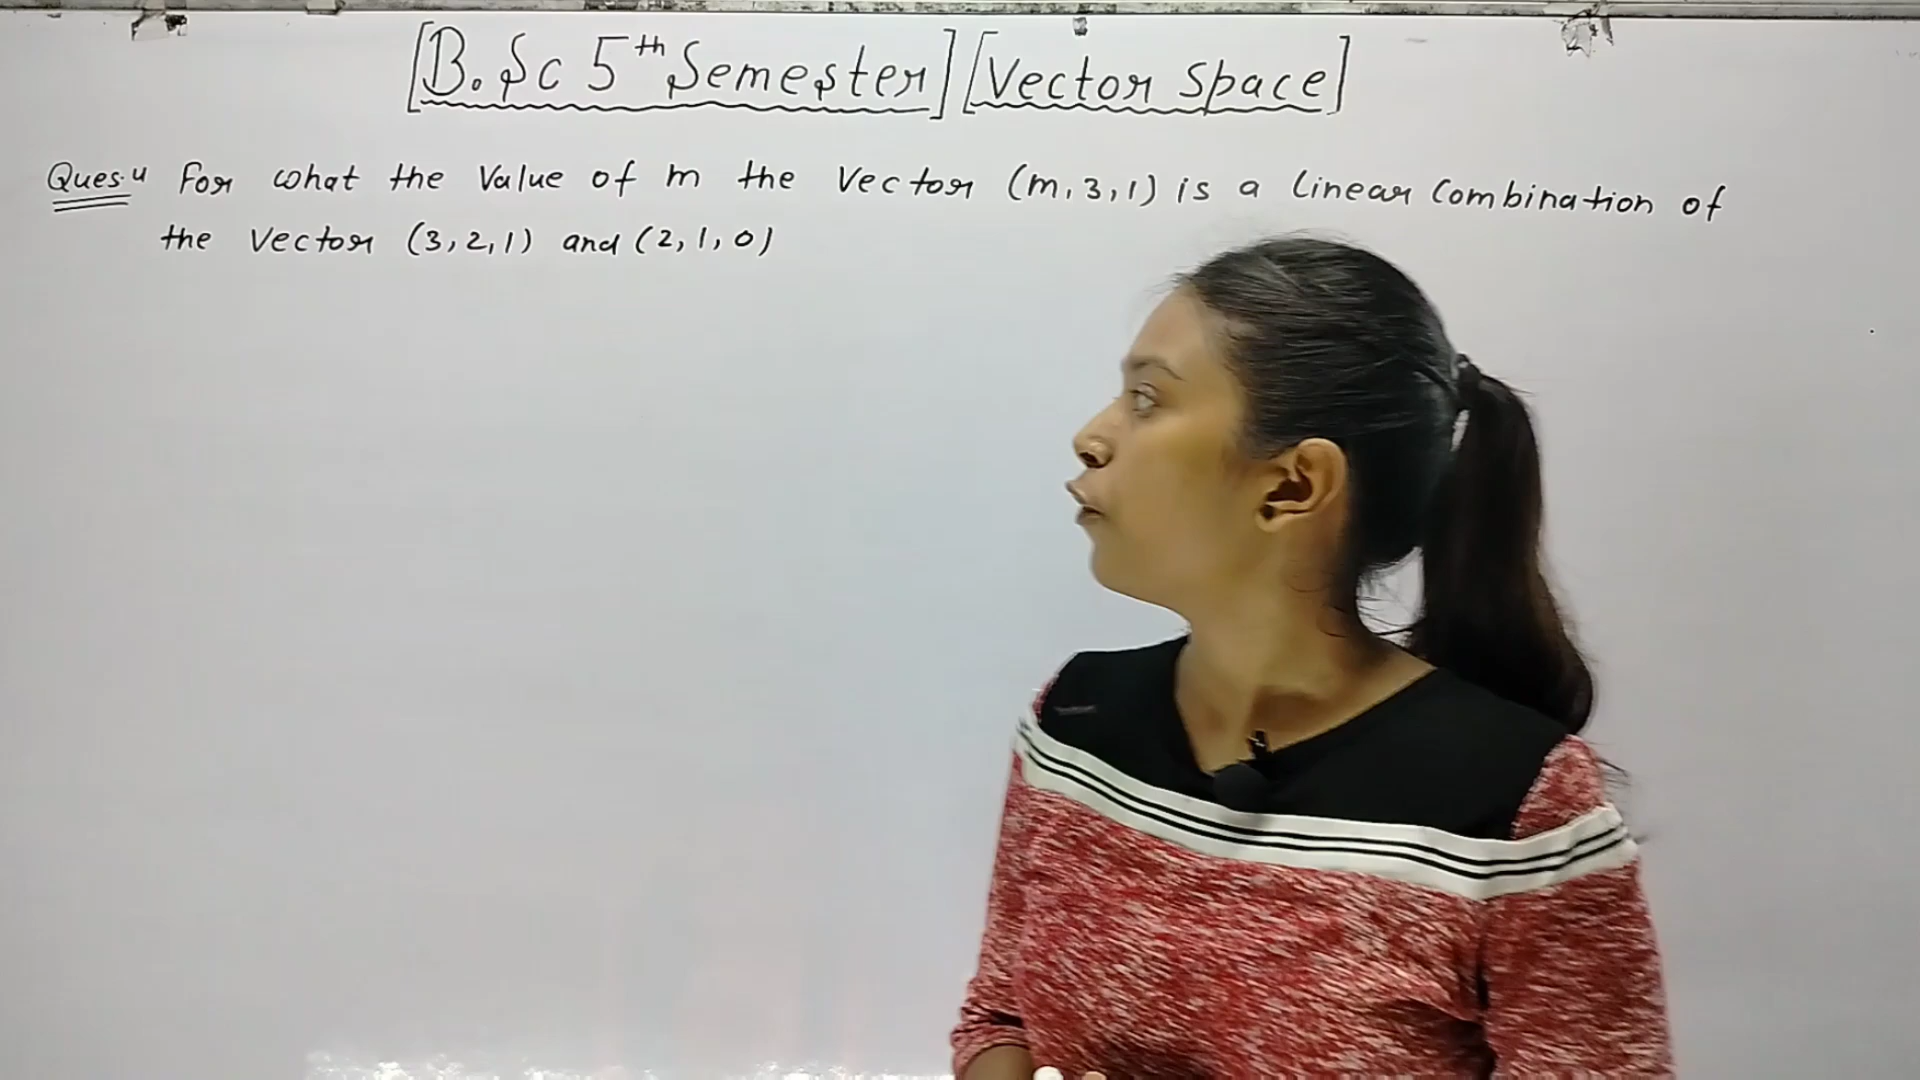 [B.Sc 5th Semester] [Vector Space]
Ques.4 For what the Value of m the Vector (m,3,1) is a linear Combination of
the Vector (3,2,1) and (2,1,0)